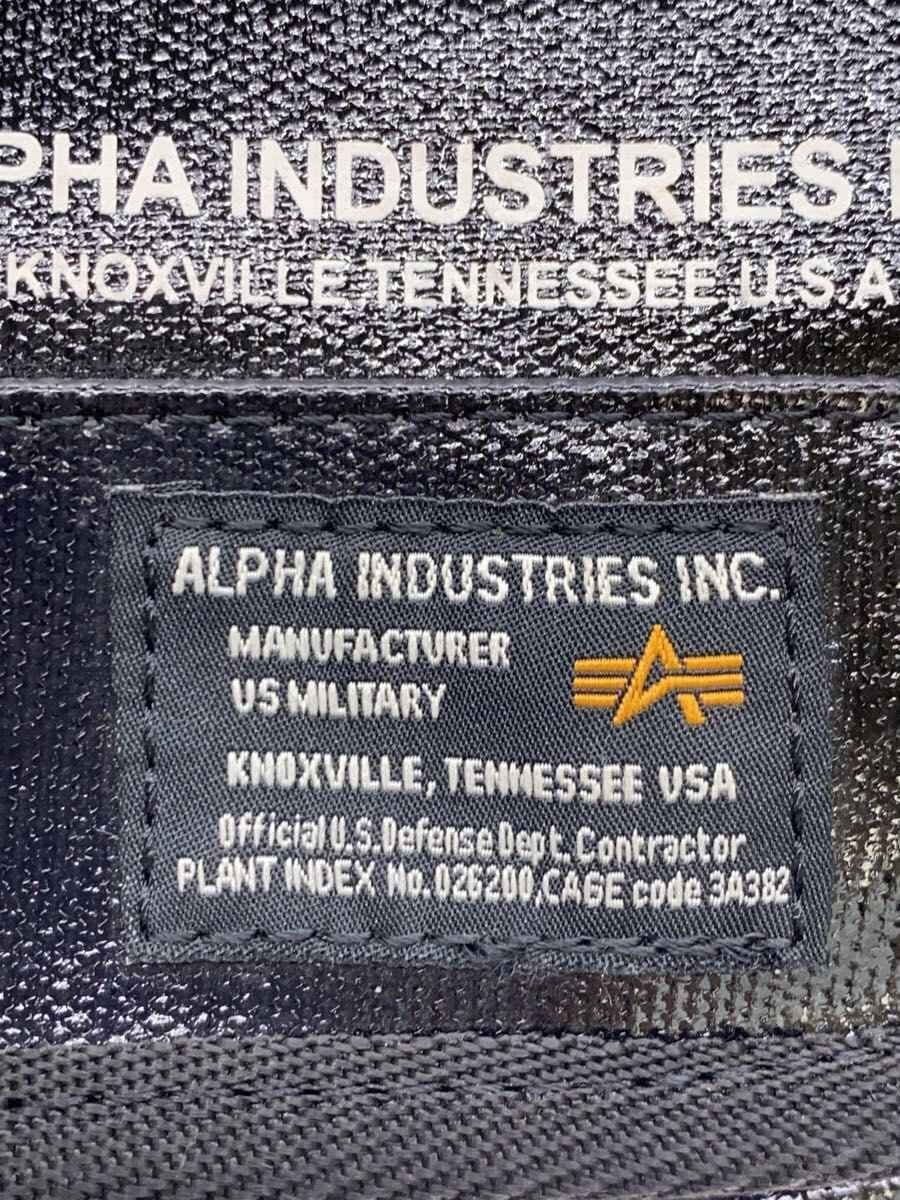 PHA INDUSTRIES
KNOXVILLE.TENNESSEE.U.S.A
ALPHA INDUSTRIES INC.
MANUFACTURER
US MILITARY
KNOXVILLE, TENNESSEE USA
Official U.S. Defense Dept. Contractor
PLANT INDEX No. 026200, CAGE code 3A382